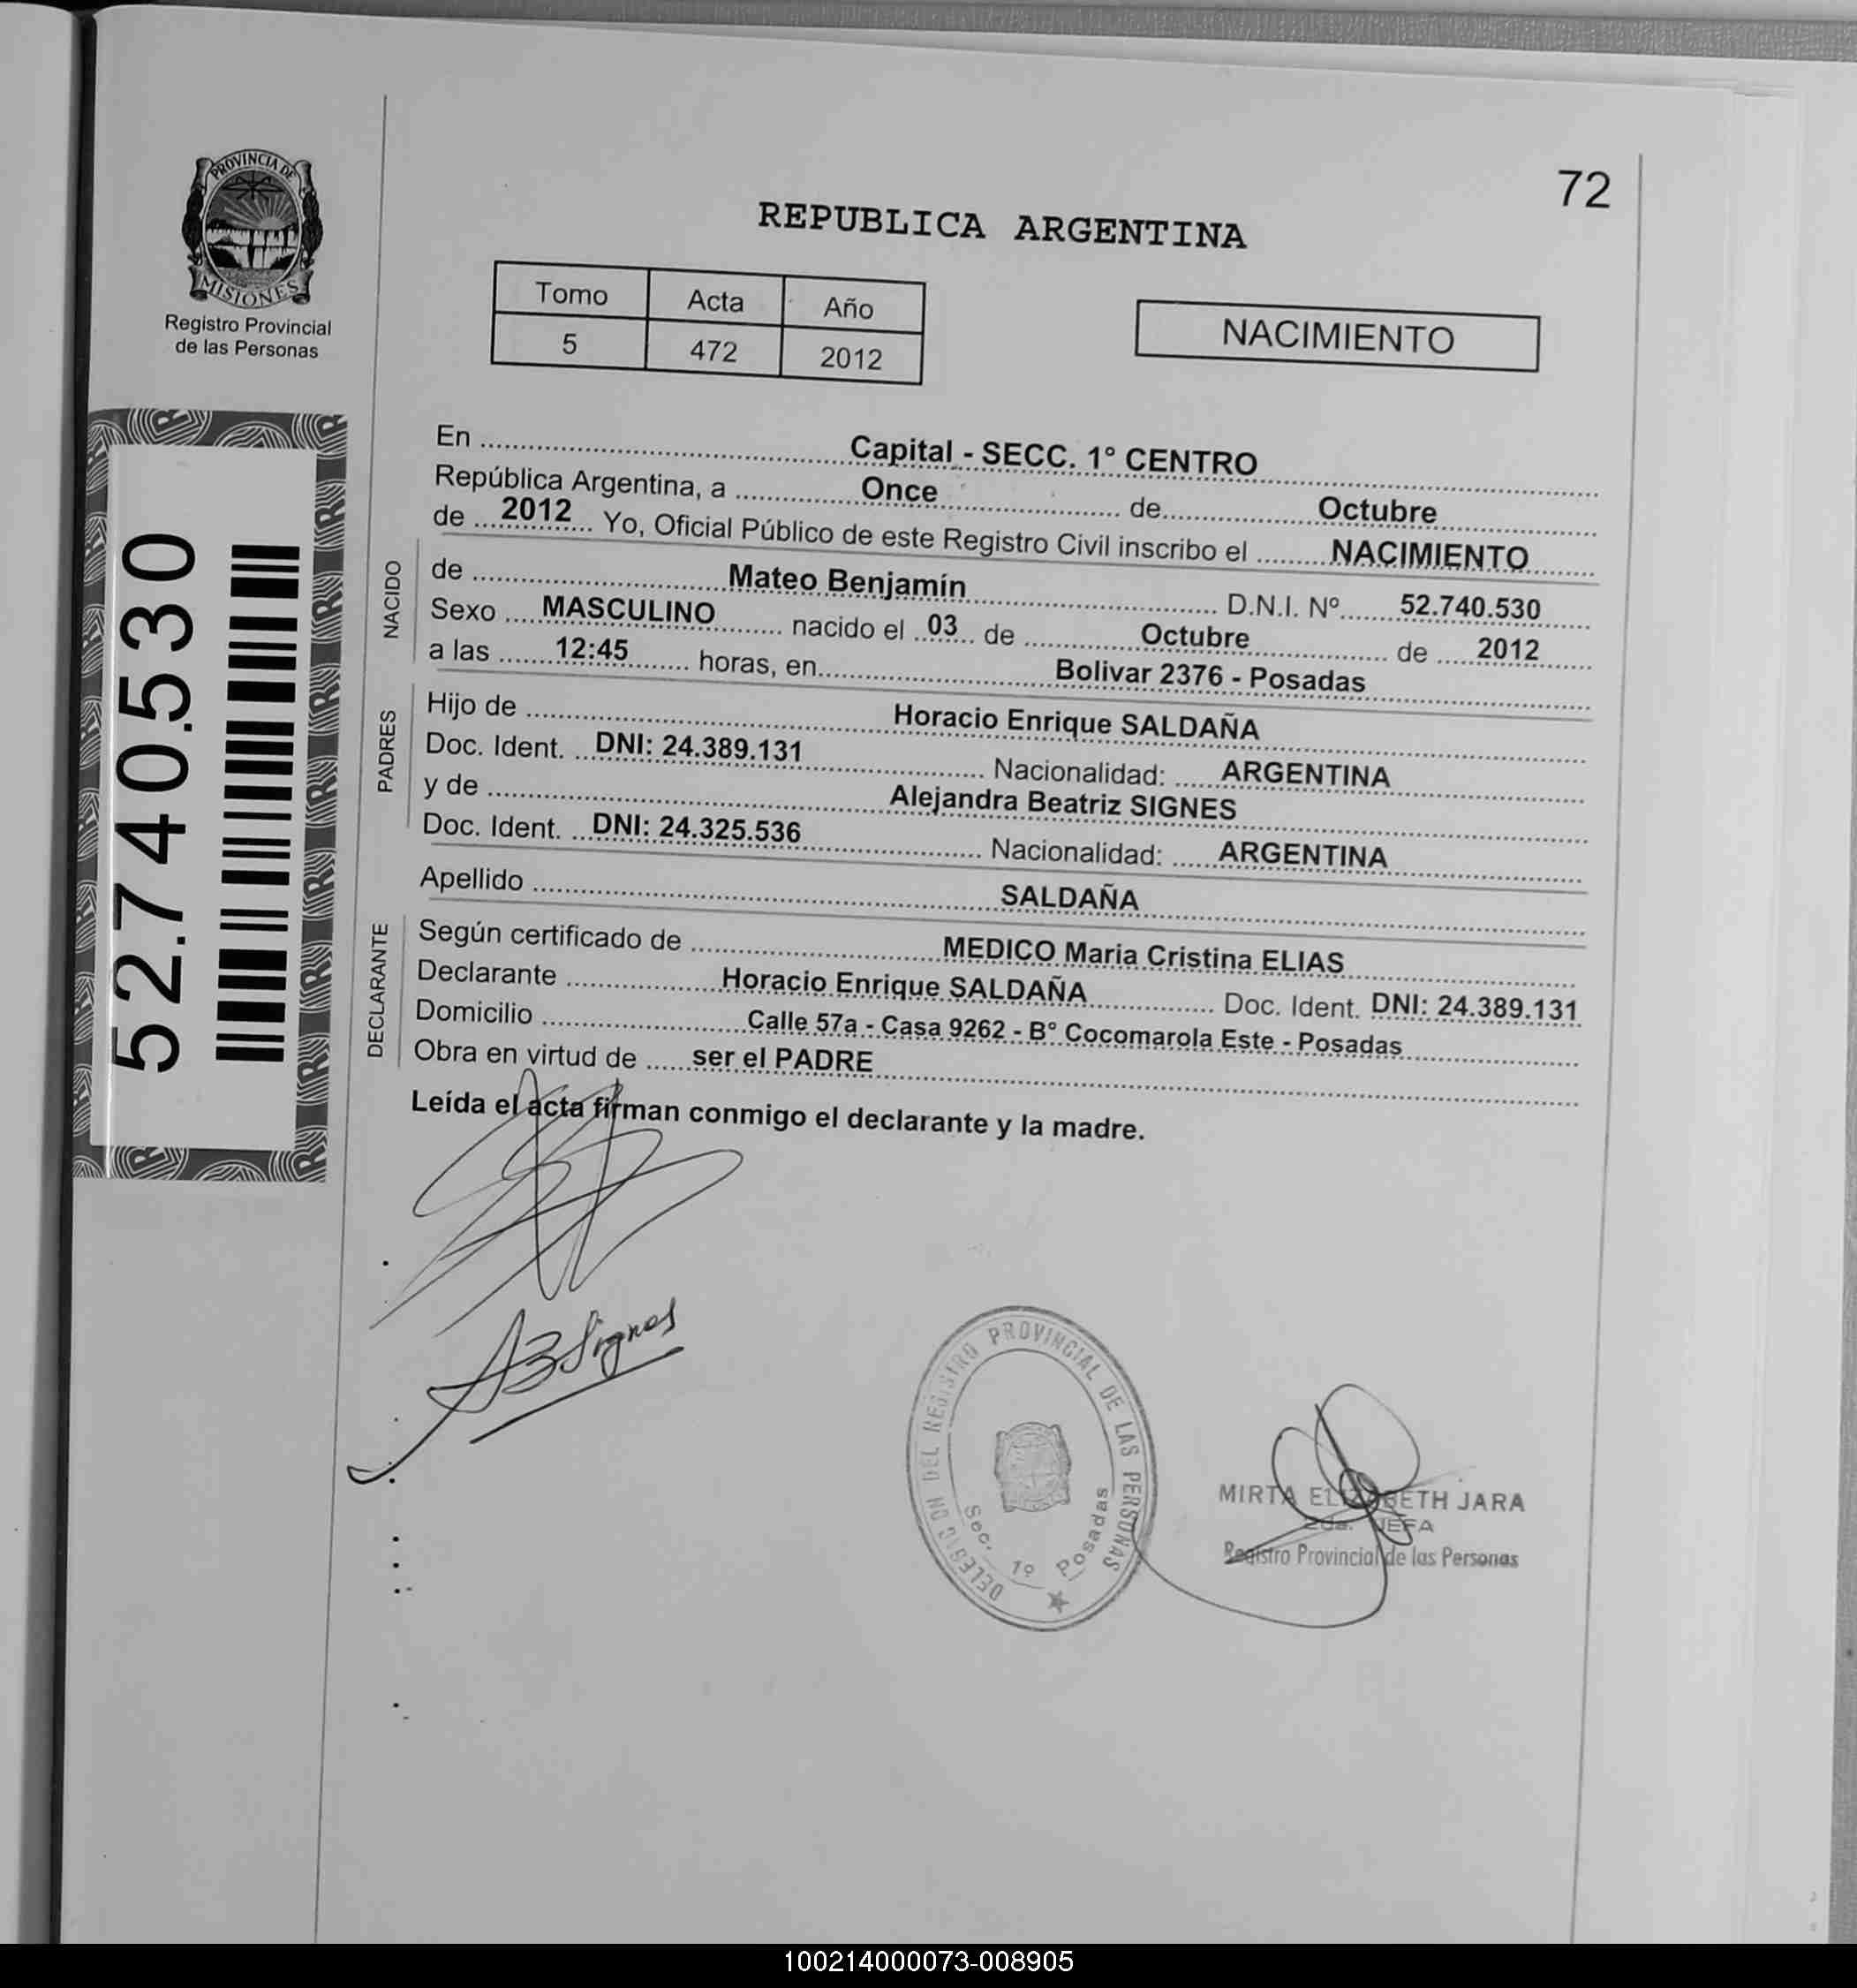 72
PROVINCIA DE
MISIONES
Registro Provincial
de las Personas
REPUBLICA ARGENTINA
Tomo Acta Año
5 472 2012
NACIMIENTO
52.740.530
En Capital - SECC. 1° CENTRO
República Argentina, a Once de Octubre
de 2012 Yo, Oficial Público de este Registro Civil inscribo el NACIMIENTO
NACIDO
de Mateo Benjamín D.N.I. Nº 52.740.530
Sexo MASCULINO nacido el 03 de Octubre de 2012
a las 12:45 horas, en Bolivar 2376 - Posadas
PADRES
Hijo de Horacio Enrique SALDAÑA
Doc. Ident. DNI: 24.389.131 Nacionalidad: ARGENTINA
y de Alejandra Beatriz SIGNES
Doc. Ident. DNI: 24.325.536 Nacionalidad: ARGENTINA
Apellido SALDAÑA
DECLARANTE
Según certificado de MEDICO Maria Cristina ELIAS
Declarante Horacio Enrique SALDAÑA Doc. Ident. DNI: 24.389.131
Domicilio Calle 57a - Casa 9262 - B° Cocomarola Este - Posadas
Obra en virtud de ser el PADRE
Leída el acta firman conmigo el declarante y la madre.
ABSignes
DELEGACION DEL REGISTRO PROVINCIAL DE LAS PERSONAS
Sec. 1º Posadas
MIRTA ELIZABETH JARA
2da. JEFA
Registro Provincial de las Personas
100214000073-008905